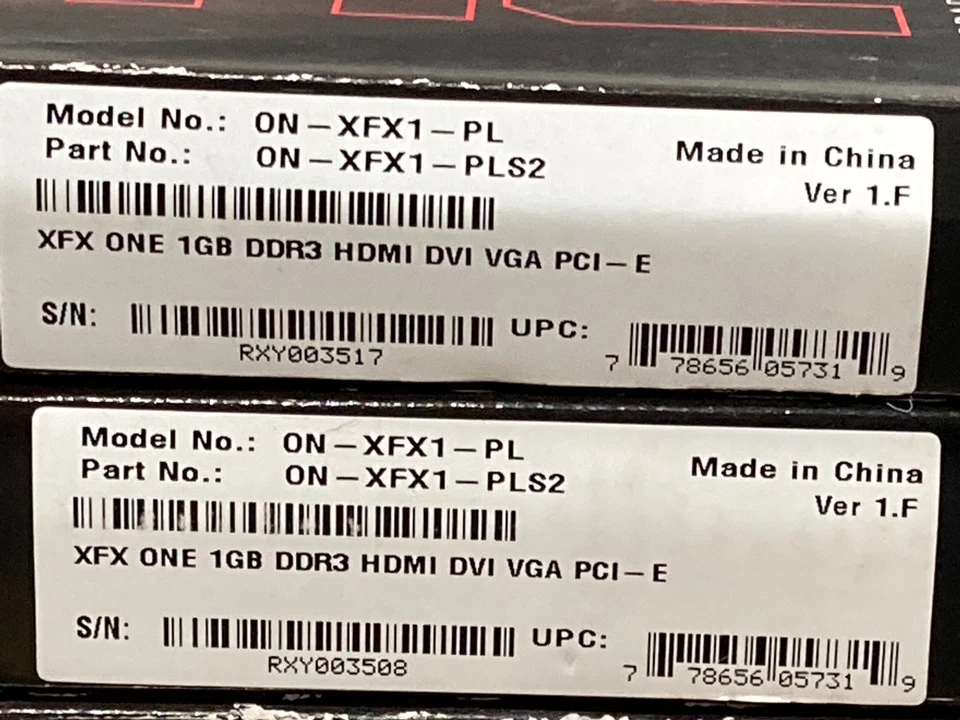 Model No.: ON-XFX1-PL
Part No.: ON-XFX1-PLS2
Made in China
Ver 1.F
XFX ONE 1GB DDR3 HDMI DVI VGA PCI-E
S/N: RXY003517
UPC: 7 78656 05731 9
Model No.: ON-XFX1-PL
Part No.: ON-XFX1-PLS2
Made in China
Ver 1.F
XFX ONE 1GB DDR3 HDMI DVI VGA PCI-E
S/N: RXY003508
UPC: 7 78656 05731 9